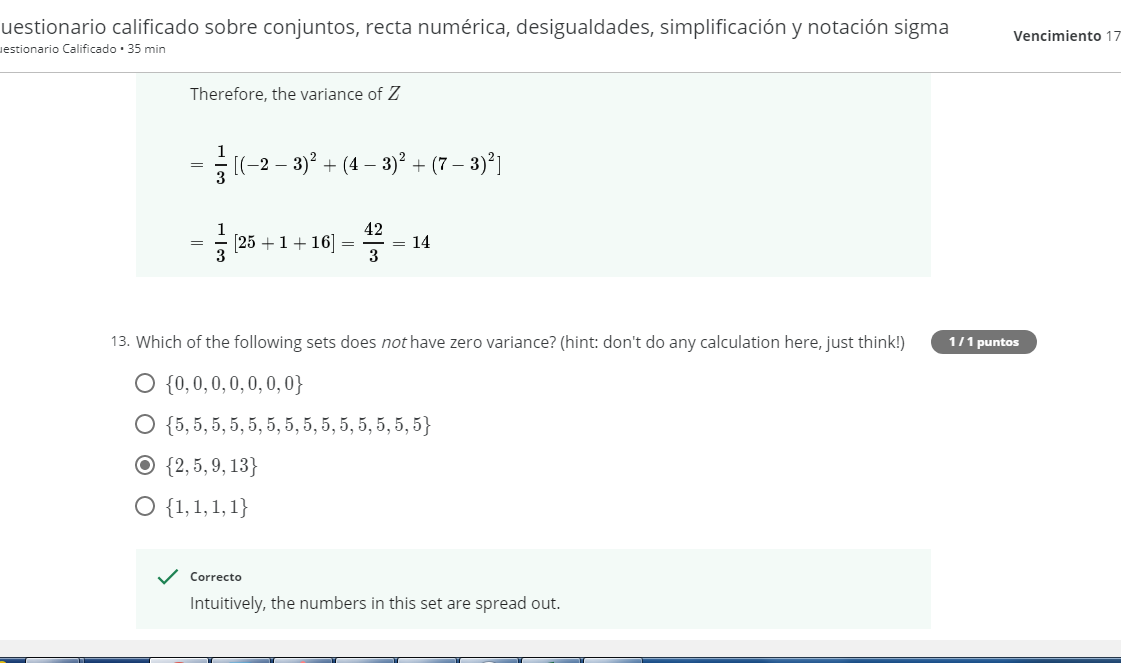 uestionario calificado sobre conjuntos, recta numérica, desigualdades, simplificación y notación sigma
uestionario Calificado • 35 min
Vencimiento 17
Therefore, the variance of Z
= 1/3 [(−2 − 3)² + (4 − 3)² + (7 − 3)²]
= 1/3 [25 + 1 + 16] = 42/3 = 14
13. Which of the following sets does not have zero variance? (hint: don't do any calculation here, just think!)
1 / 1 puntos
{0, 0, 0, 0, 0, 0, 0}
{5, 5, 5, 5, 5, 5, 5, 5, 5, 5, 5, 5, 5, 5}
{2, 5, 9, 13}
{1, 1, 1, 1}
Correcto
Intuitively, the numbers in this set are spread out.